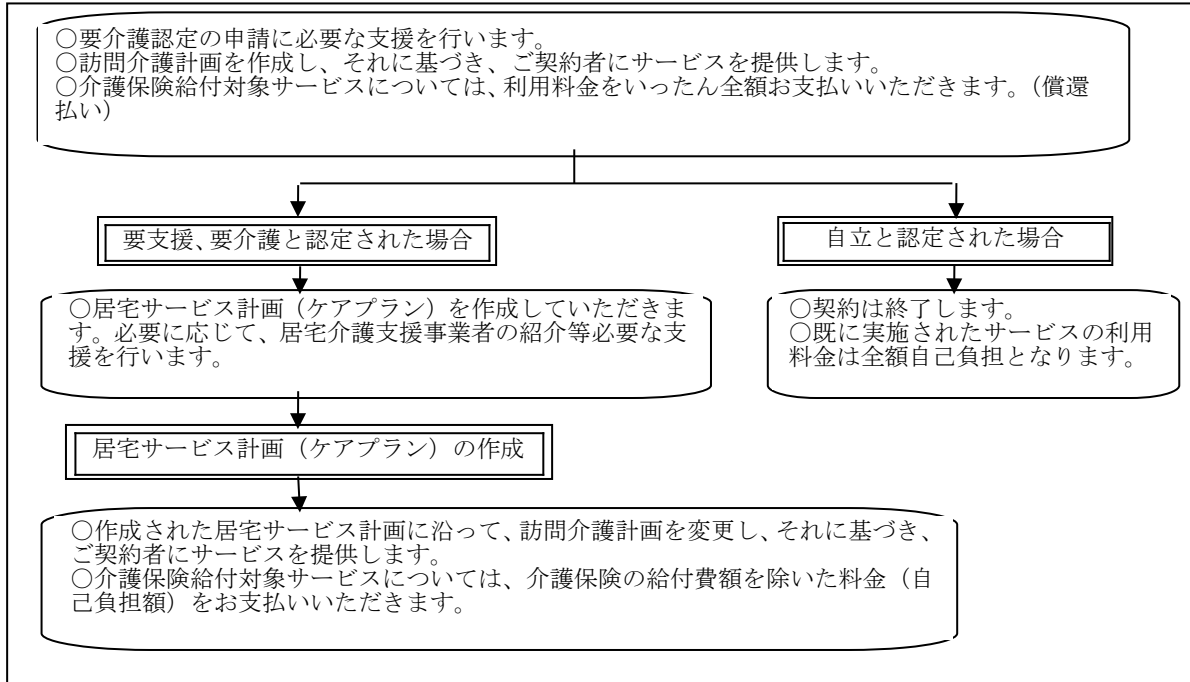 ○要介護認定の申請に必要な支援を行います。
○訪問介護計画を作成し、それに基づき、ご契約者にサービスを提供します。
○介護保険給付対象サービスについては、利用料金をいったん全額お支払いいただきます。（償還
払い）
要支援、要介護と認定された場合
自立と認定された場合
○居宅サービス計画（ケアプラン）を作成していただきま
す。必要に応じて、居宅介護支援事業者の紹介等必要な支
援を行います。
○契約は終了します。
○既に実施されたサービスの利用
料金は全額自己負担となります。
居宅サービス計画（ケアプラン）の作成
○作成された居宅サービス計画に沿って、訪問介護計画を変更し、それに基づき、
ご契約者にサービスを提供します。
○介護保険給付対象サービスについては、介護保険の給付費額を除いた料金（自
己負担額）をお支払いいただきます。